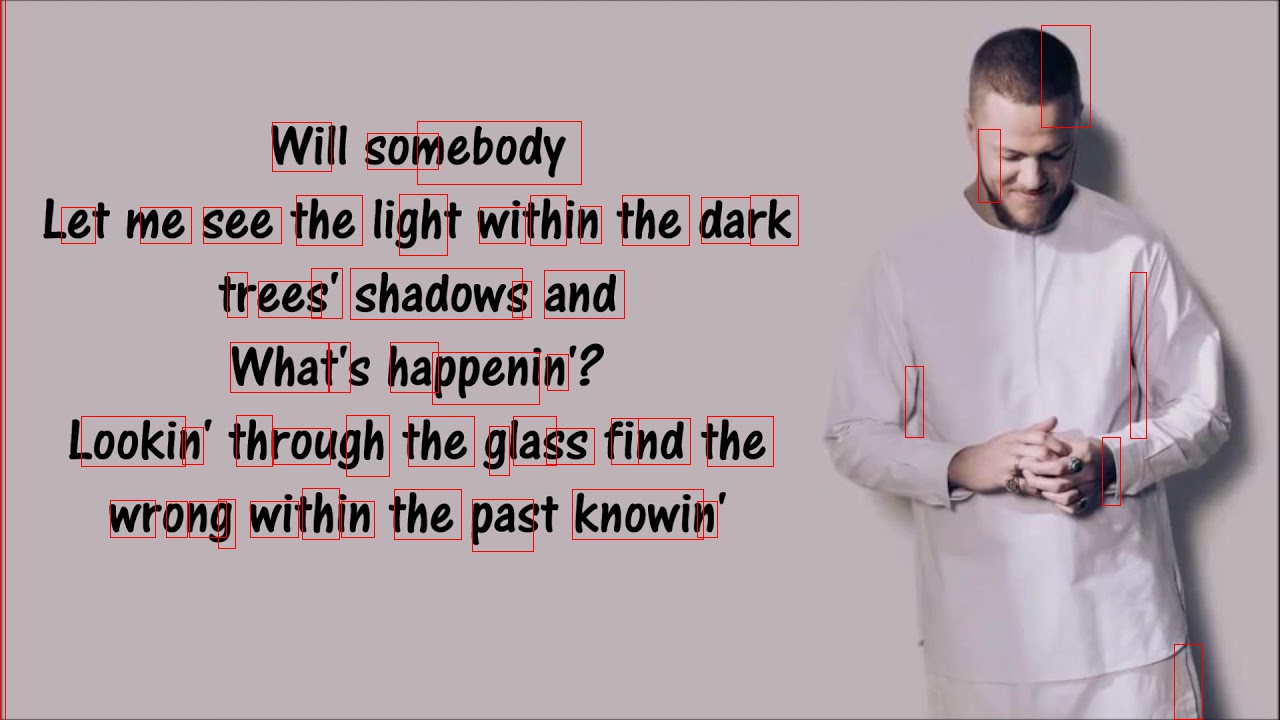 Will somebody
Let me see the light within the dark
trees' shadows and
What's happenin'?
Lookin' through the glass find the
wrong within the past knowin'